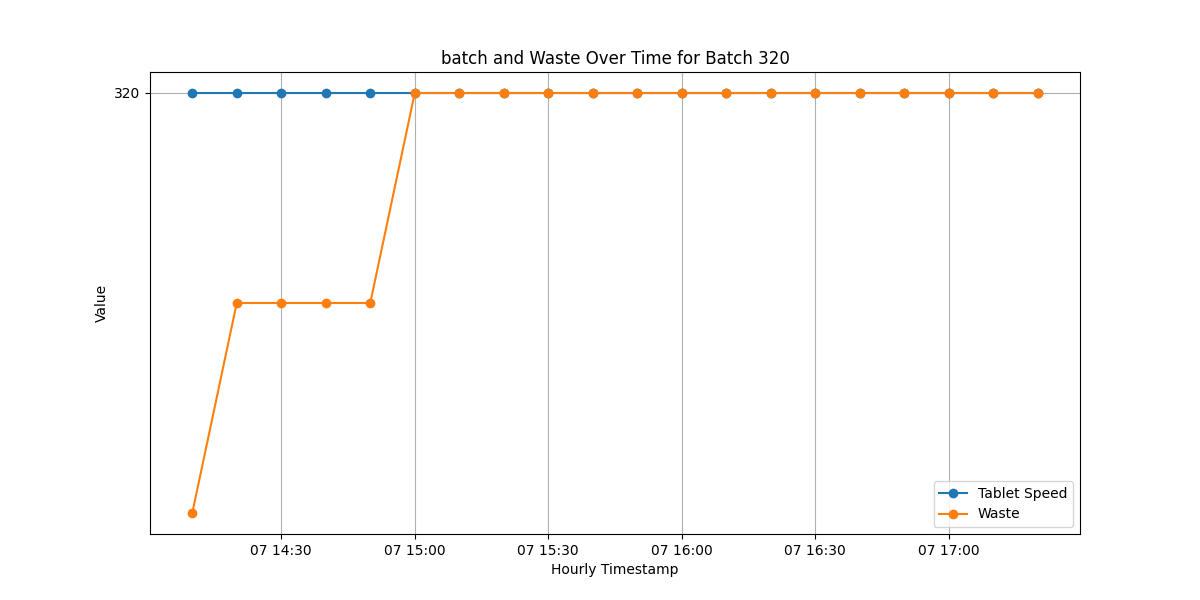 batch and Waste Over Time for Batch 320
320
Value
07 14:30 07 15:00 07 15:30 07 16:00 07 16:30 07 17:00
Hourly Timestamp
Tablet Speed
Waste